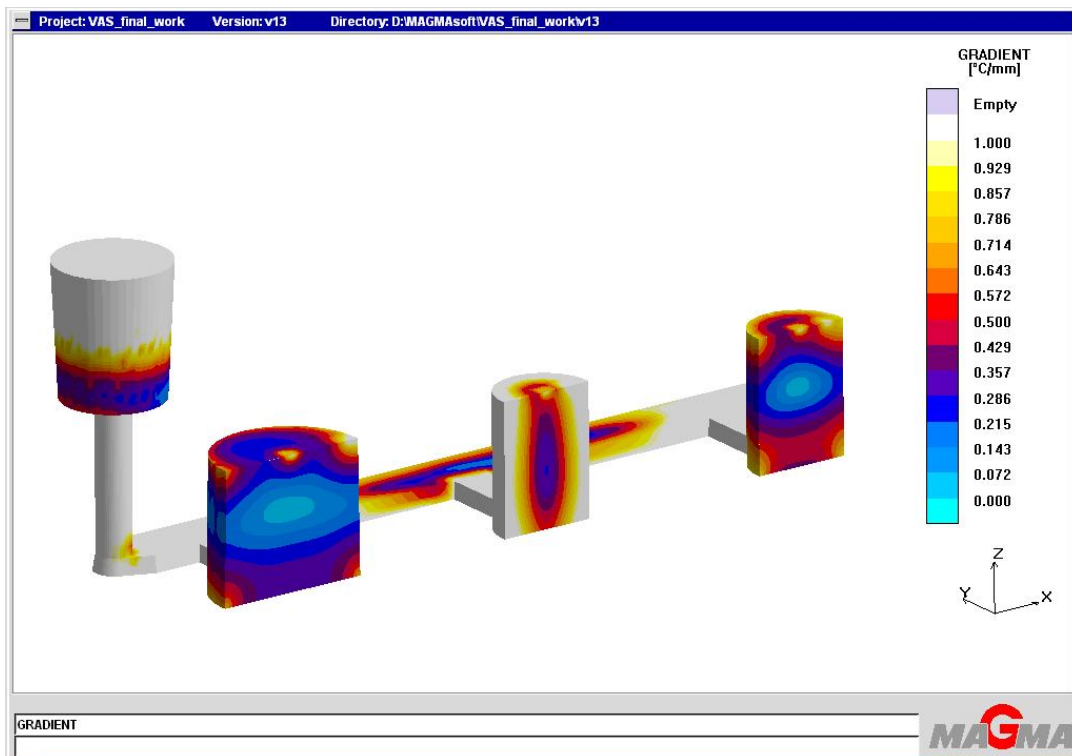 Project: VAS_final_work Version: v13 Directory: D:\MAGMAsoft\VAS_final_work\v13
GRADIENT
[°C/mm]
Empty
1.000
0.929
0.857
0.786
0.714
0.643
0.572
0.500
0.429
0.357
0.286
0.215
0.143
0.072
0.000
Z
Y
X
GRADIENT
MAGMA